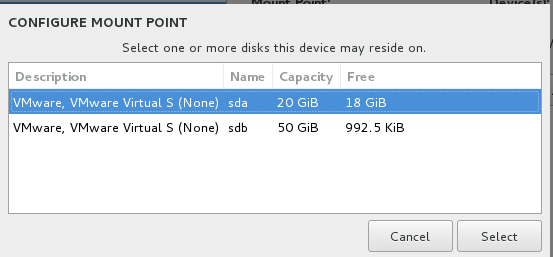 Mount Point:
Device(s):
CONFIGURE MOUNT POINT
Select one or more disks this device may reside on.
Description Name Capacity Free
VMware, VMware Virtual S (None) sda 20 GiB 18 GiB
VMware, VMware Virtual S (None) sdb 50 GiB 992.5 KiB
Cancel Select